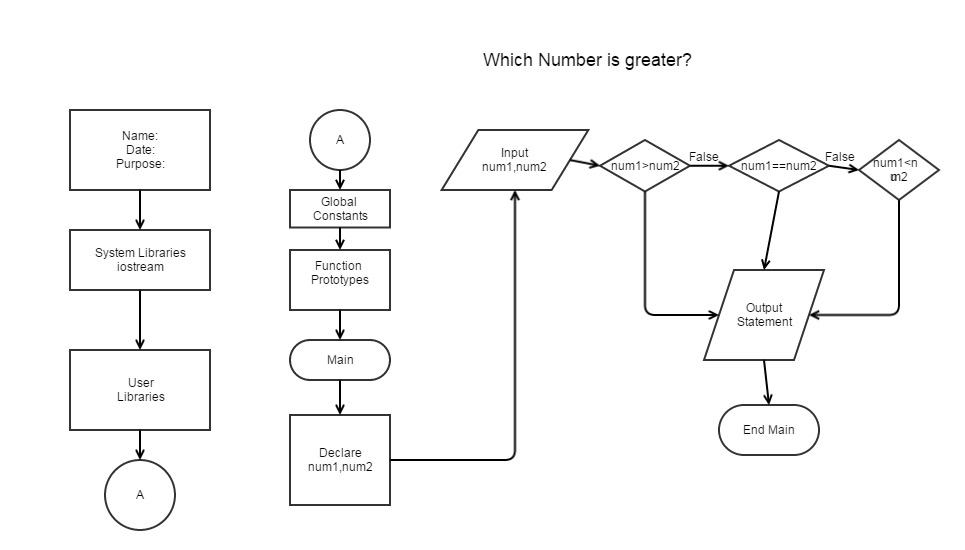 Which Number is greater?
Name:
Date:
Purpose:
System Libraries
iostream
User
Libraries
A
A
Global
Constants
Function
Prototypes
Main
Declare
num1,num2
Input
num1,num2
num1>num2
False
num1==num2
False
num1<n
um2
Output
Statement
End Main